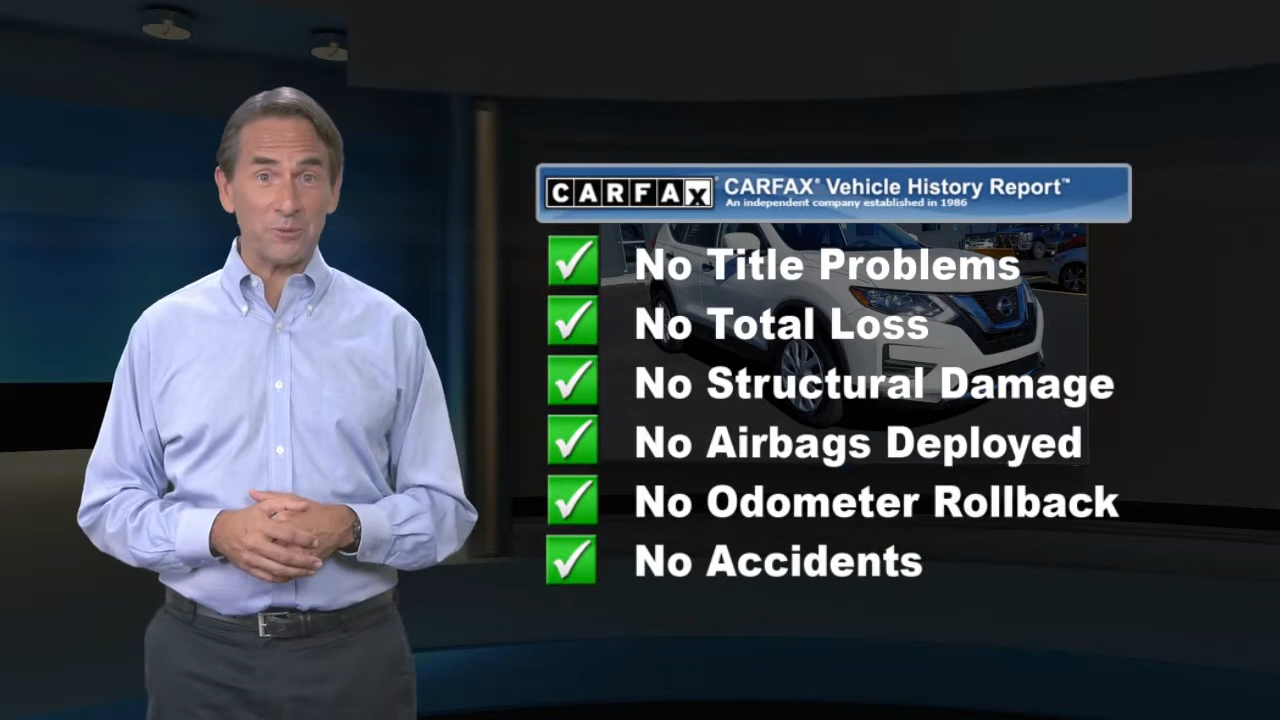 CARFAX® CARFAX® Vehicle History Report™
An independent company established in 1986
No Title Problems
No Total Loss
No Structural Damage
No Airbags Deployed
No Odometer Rollback
No Accidents